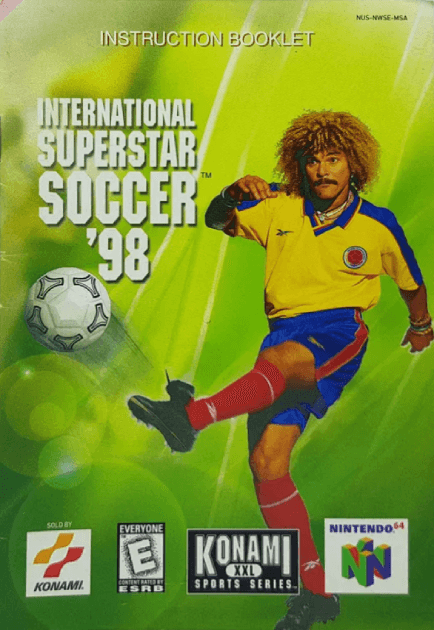 NUS-NWSE-MSA
INSTRUCTION BOOKLET
INTERNATIONAL
SUPERSTAR
SOCCER™
'98
SOLD BY
KONAMI
EVERYONE
E
CONTENT RATED BY
ESRB
KONAMI
XXL
SPORTS SERIES™
NINTENDO64
N